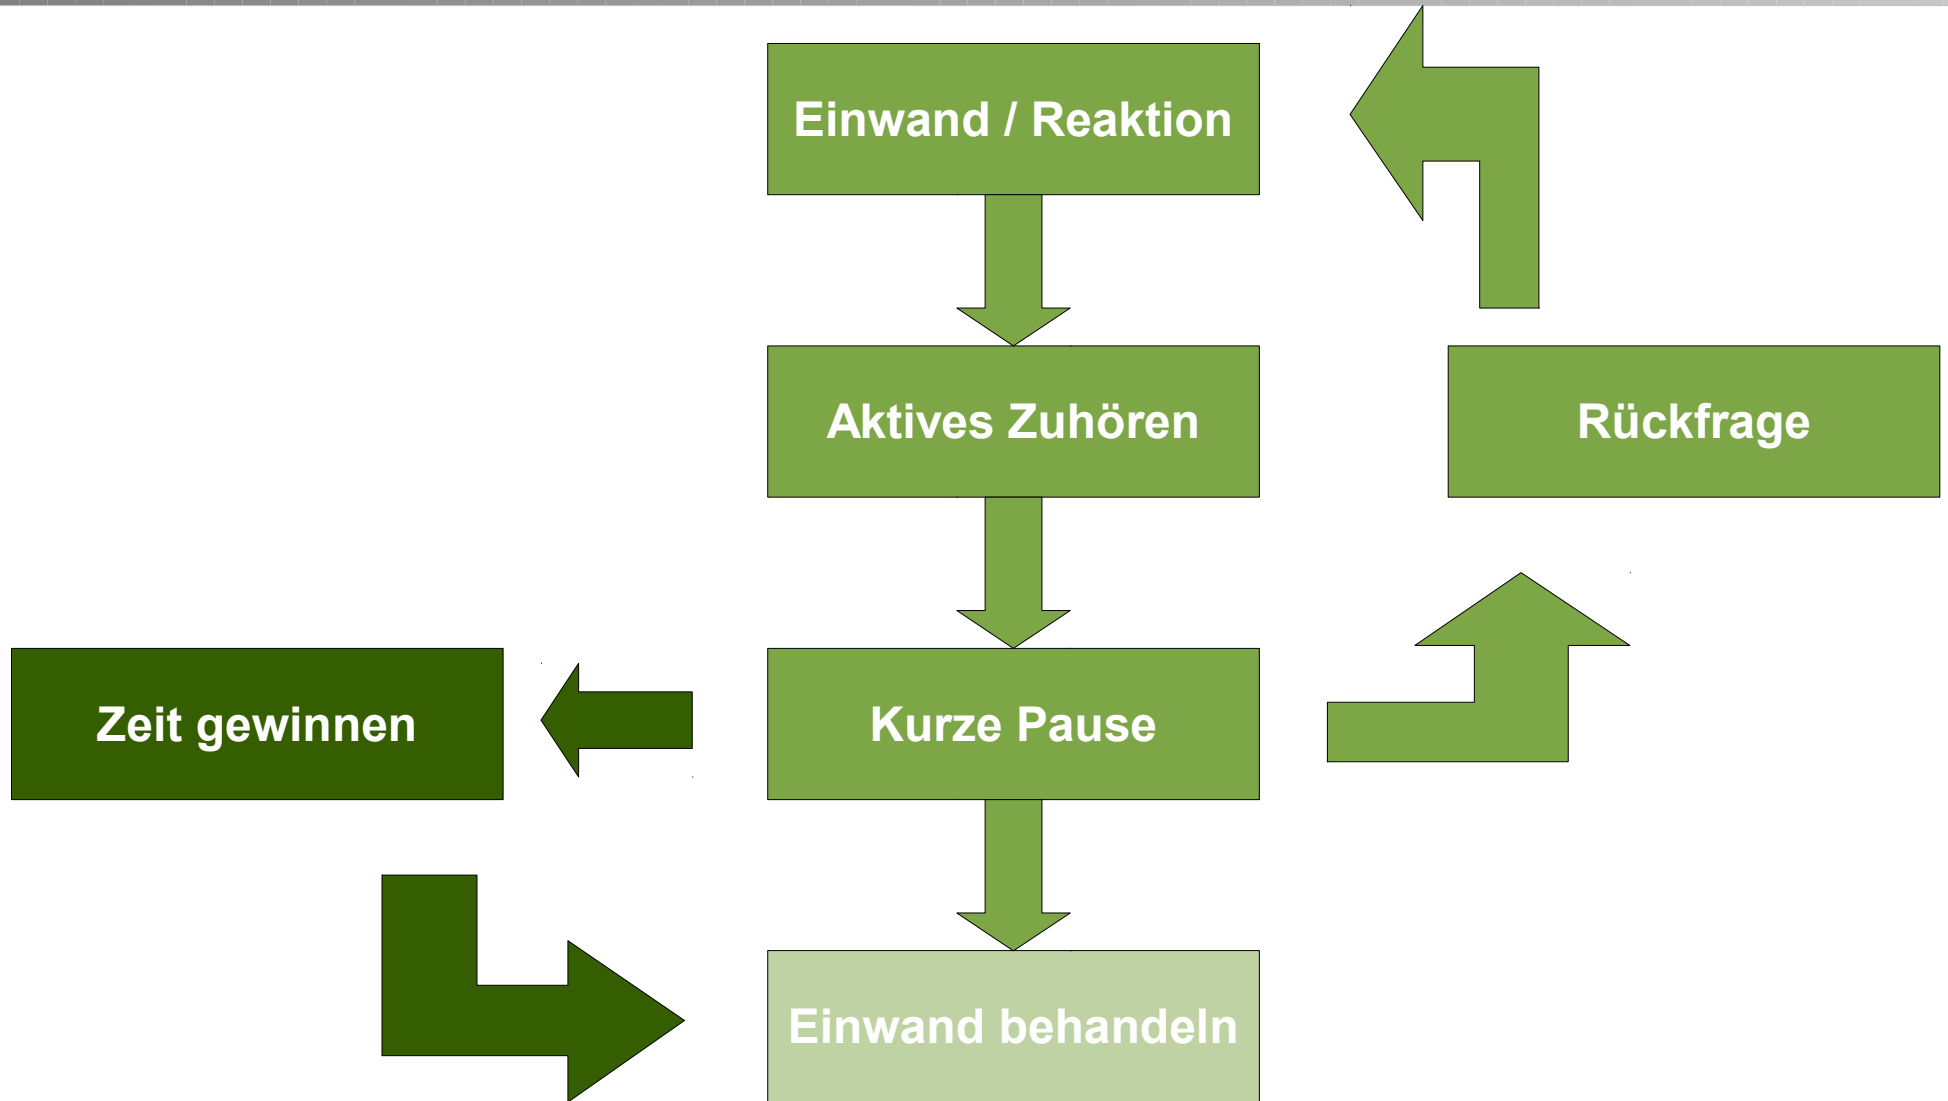 Einwand / Reaktion
Aktives Zuhören
Rückfrage
Zeit gewinnen
Kurze Pause
Einwand behandeln